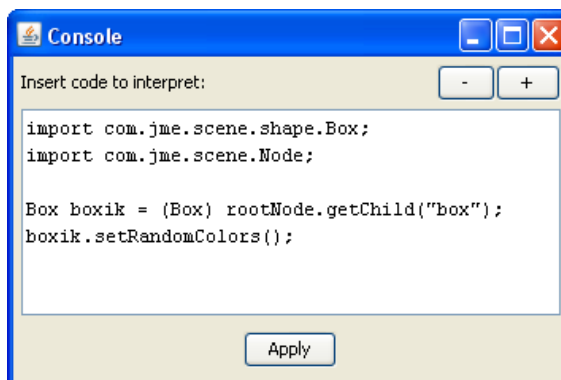 Console
Insert code to interpret:
- +
import com.jme.scene.shape.Box;
import com.jme.scene.Node;
Box boxik = (Box) rootNode.getChild("box");
boxik.setRandomColors();
Apply